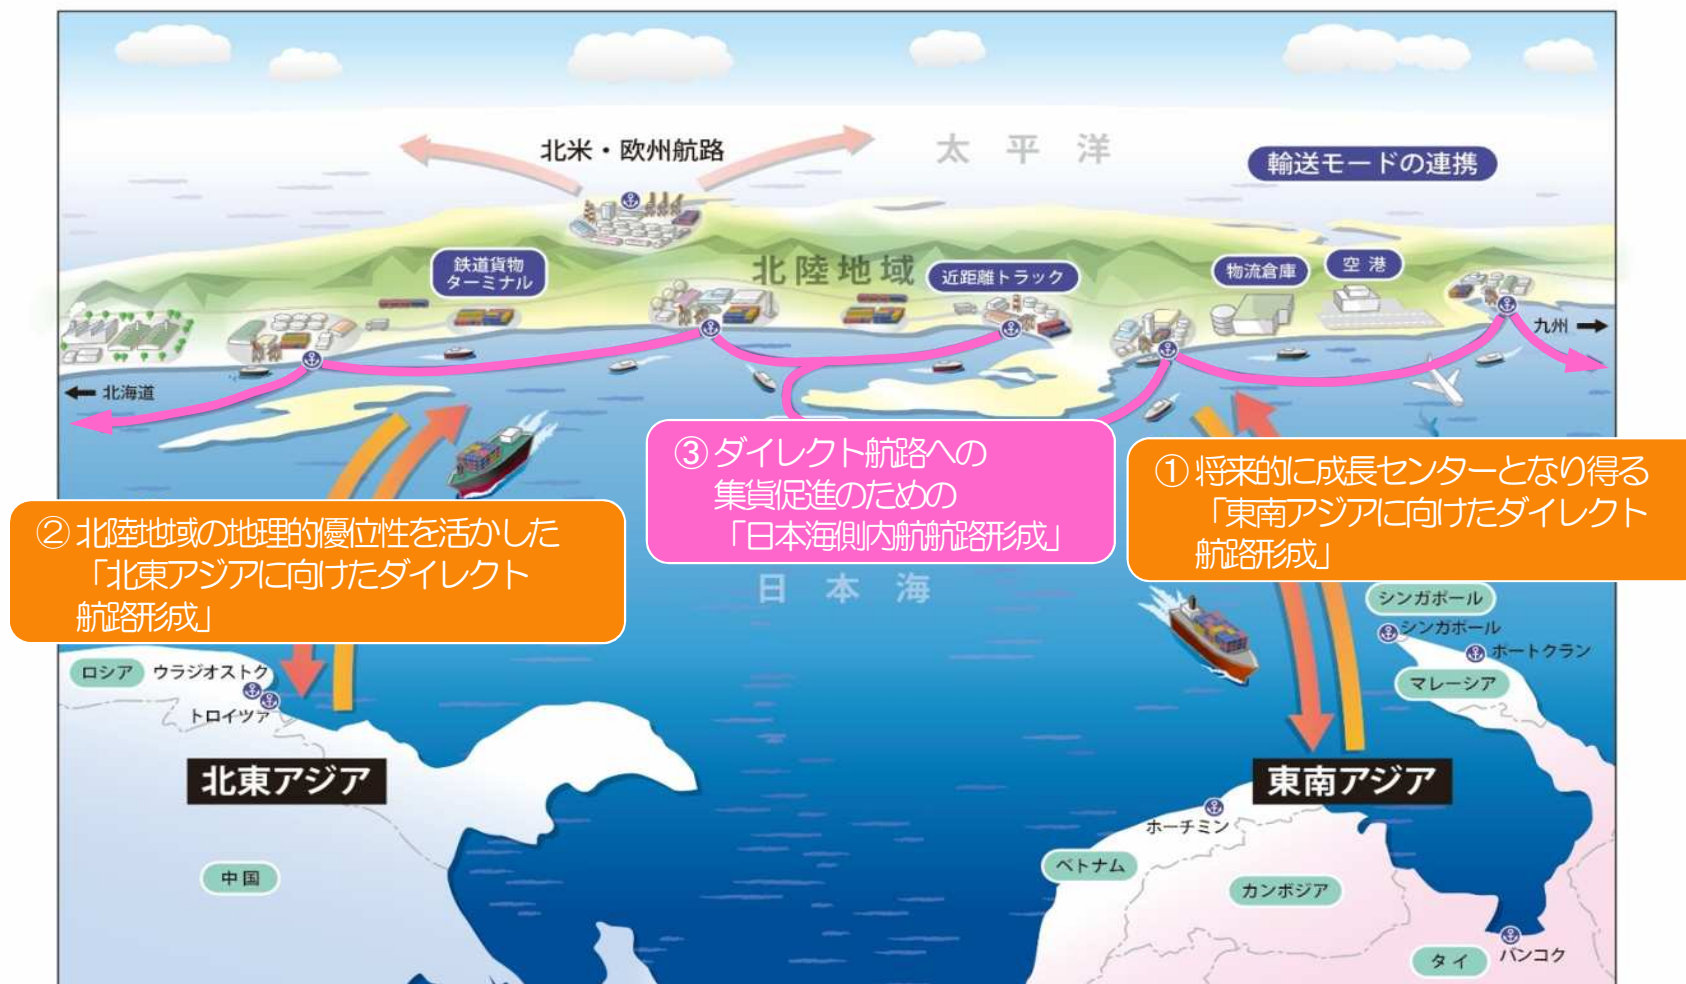 北米・欧州航路
太平洋
輸送モードの連携
鉄道貨物
ターミナル
北陸地域
近距離トラック
物流倉庫
空港
九州
北海道
③ダイレクト航路への
集貨促進のための
「日本海側内航航路形成」
①将来的に成長センターとなり得る
「東南アジアに向けたダイレクト
航路形成」
②北陸地域の地理的優位性を活かした
「北東アジアに向けたダイレクト
航路形成」
日本海
シンガポール
シンガポール
ポートクラン
マレーシア
ロシア
ウラジオストク
トロイツァ
北東アジア
東南アジア
ホーチミン
ベトナム
中国
カンボジア
タイ
バンコク